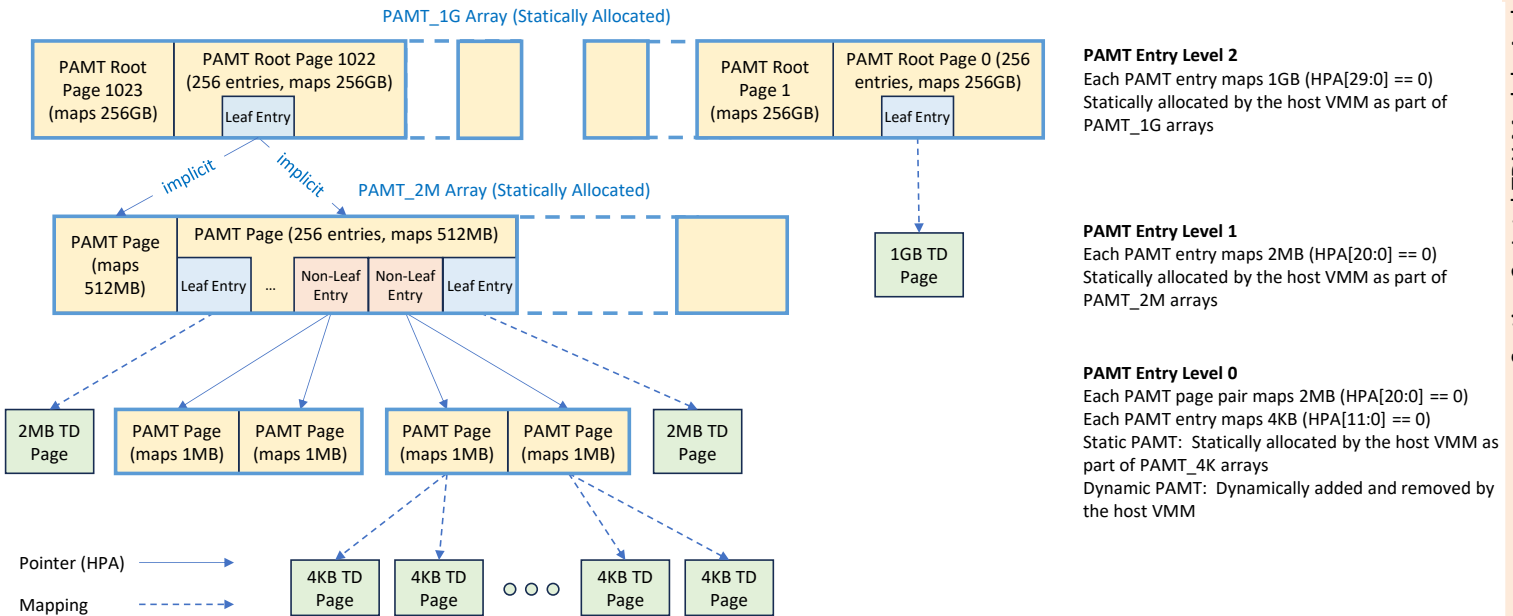 PAMT_1G Array (Statically Allocated)
PAMT Root
Page 1023
(maps 256GB)
PAMT Root Page 1022
(256 entries, maps 256GB)
Leaf Entry
PAMT Root
Page 1
(maps 256GB)
PAMT Root Page 0 (256
entries, maps 256GB)
Leaf Entry
PAMT Entry Level 2
Each PAMT entry maps 1GB (HPA[29:0] == 0)
Statically allocated by the host VMM as part of
PAMT_1G arrays
implicit
implicit
PAMT_2M Array (Statically Allocated)
PAMT Page
(maps
512MB)
PAMT Page (256 entries, maps 512MB)
Leaf Entry
...
Non-Leaf
Entry
Non-Leaf
Entry
Leaf Entry
1GB TD
Page
PAMT Entry Level 1
Each PAMT entry maps 2MB (HPA[20:0] == 0)
Statically allocated by the host VMM as part of
PAMT_2M arrays
2MB TD
Page
PAMT Page
(maps 1MB)
PAMT Page
(maps 1MB)
PAMT Page
(maps 1MB)
PAMT Page
(maps 1MB)
2MB TD
Page
PAMT Entry Level 0
Each PAMT page pair maps 2MB (HPA[20:0] == 0)
Each PAMT entry maps 4KB (HPA[11:0] == 0)
Static PAMT: Statically allocated by the host VMM as
part of PAMT_4K arrays
Dynamic PAMT: Dynamically added and removed by
the host VMM
Pointer (HPA)
Mapping
4KB TD
Page
4KB TD
Page
4KB TD
Page
4KB TD
Page